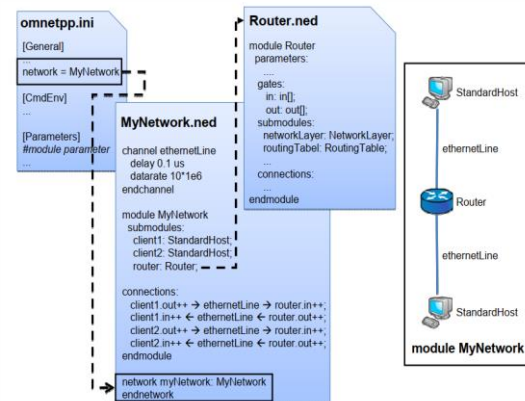 omnetpp.ini
[General]
...
network = MyNetwork
[CmdEnv]
...
[Parameters]
#module parameter
...
MyNetwork.ned
channel ethernetLine
delay 0.1 us
datarate 10*1e6
endchannel
module MyNetwork
submodules:
client1: StandardHost;
client2: StandardHost;
router: Router;
connections:
client1.out++ → ethernetLine → router.in++;
client1.in++ ← ethernetLine ← router.out++;
client2.out++ → ethernetLine → router.in++;
client2.in++ ← ethernetLine ← router.out++;
endmodule
network myNetwork: MyNetwork
endnetwork
Router.ned
module Router
parameters:
....
gates:
in: in[];
out: out[];
submodules:
networkLayer: NetworkLayer;
routingTabel: RoutingTable;
...
connections:
...
endmodule
StandardHost
ethernetLine
Router
ethernetLine
StandardHost
module MyNetwork